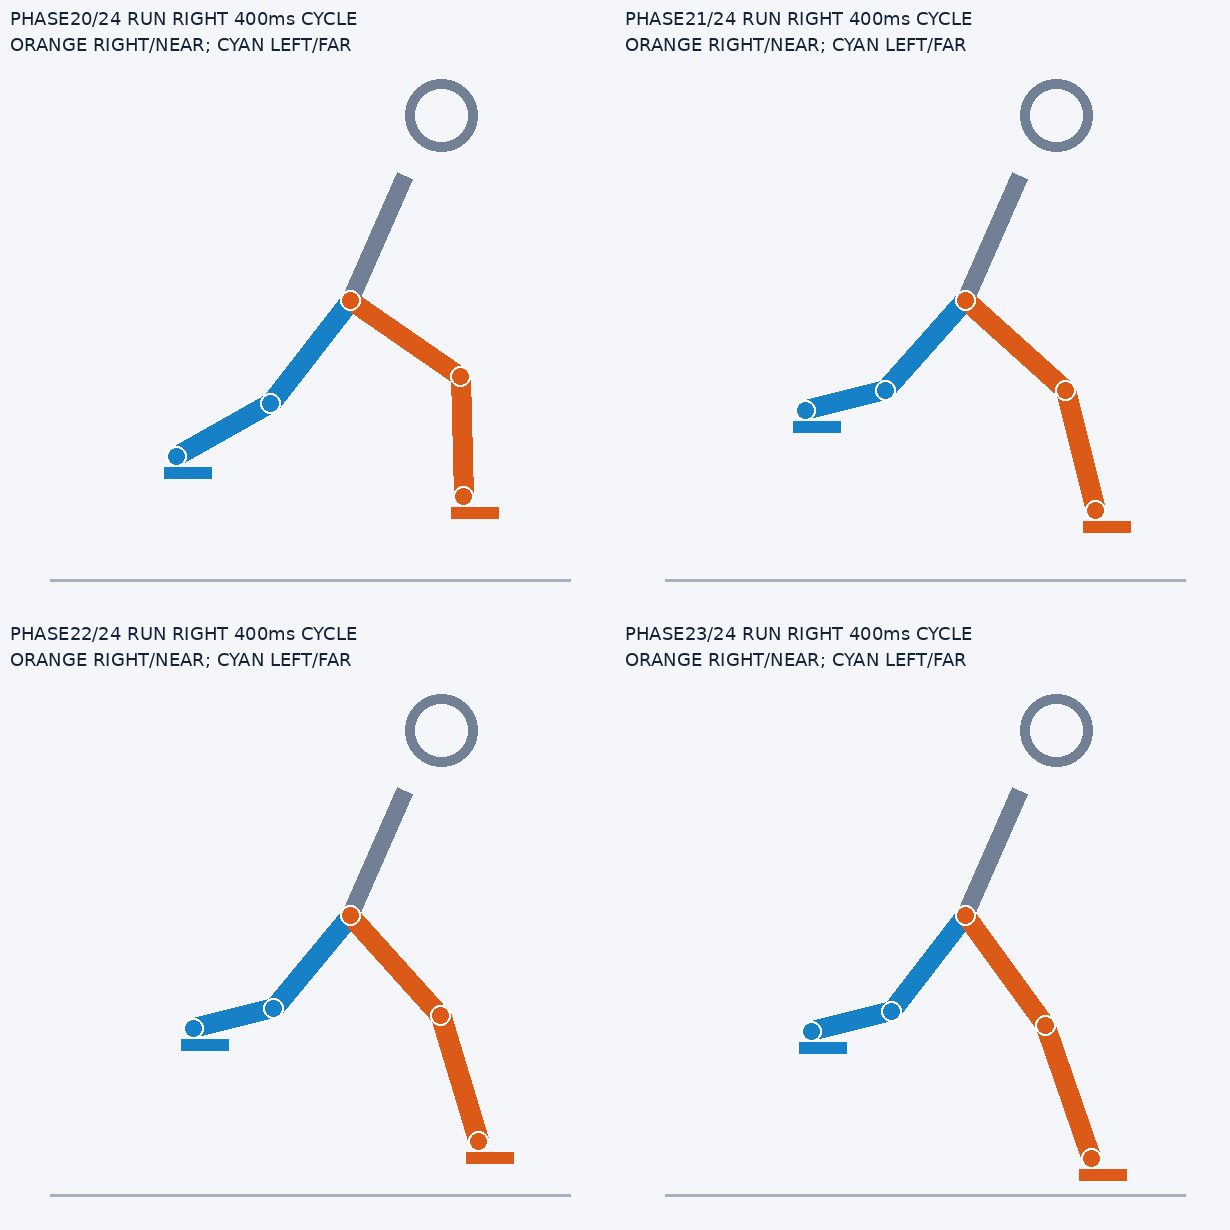 PHASE20/24 RUN RIGHT 400ms CYCLE
ORANGE RIGHT/NEAR; CYAN LEFT/FAR
PHASE21/24 RUN RIGHT 400ms CYCLE
ORANGE RIGHT/NEAR; CYAN LEFT/FAR
PHASE22/24 RUN RIGHT 400ms CYCLE
ORANGE RIGHT/NEAR; CYAN LEFT/FAR
PHASE23/24 RUN RIGHT 400ms CYCLE
ORANGE RIGHT/NEAR; CYAN LEFT/FAR